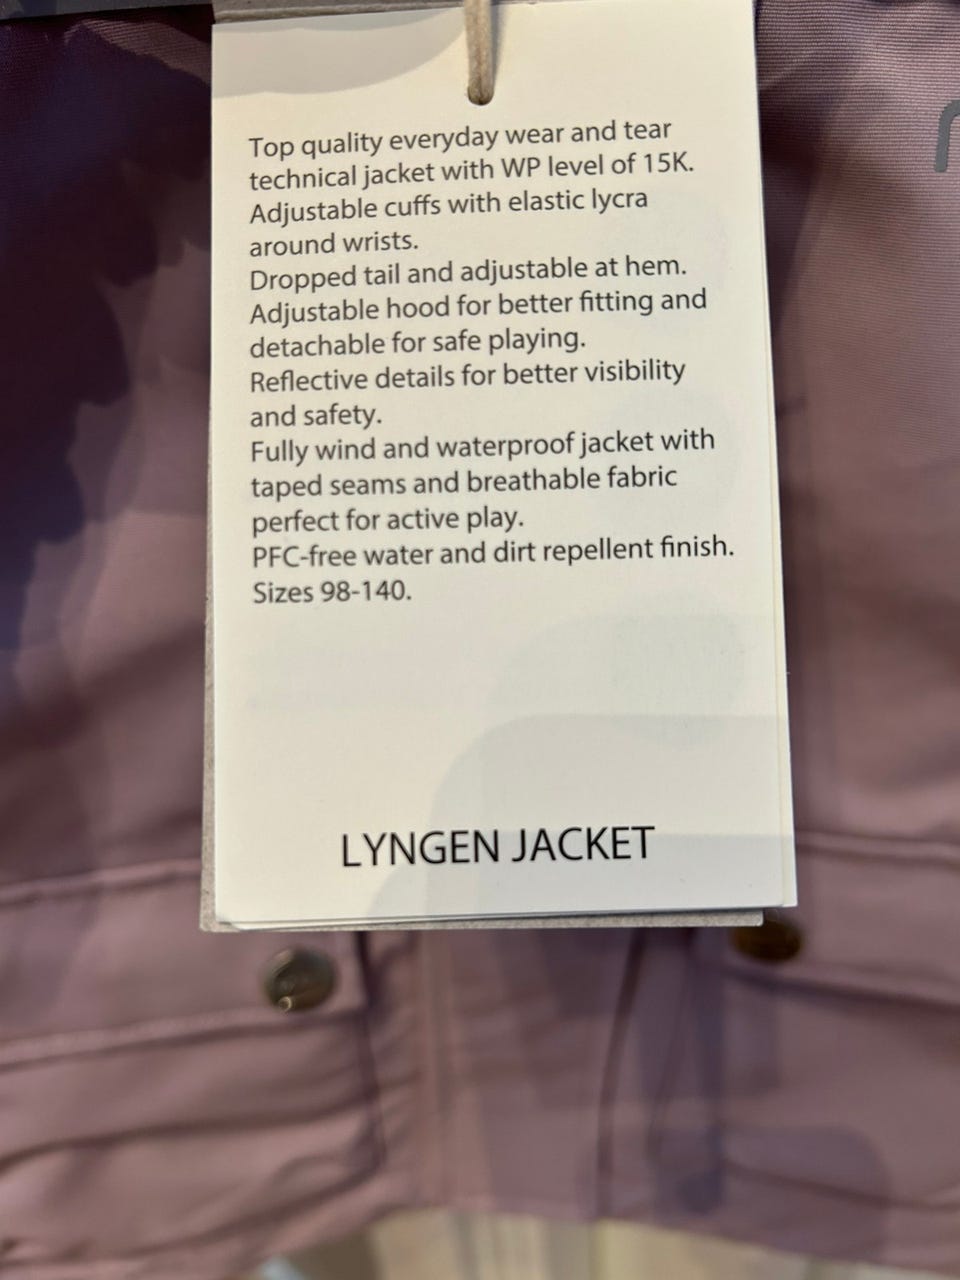 Top quality everyday wear and tear
technical jacket with WP level of 15K.
Adjustable cuffs with elastic lycra
around wrists.
Dropped tail and adjustable at hem.
Adjustable hood for better fitting and
detachable for safe playing.
Reflective details for better visibility
and safety.
Fully wind and waterproof jacket with
taped seams and breathable fabric
perfect for active play.
PFC-free water and dirt repellent finish.
Sizes 98-140.
LYNGEN JACKET